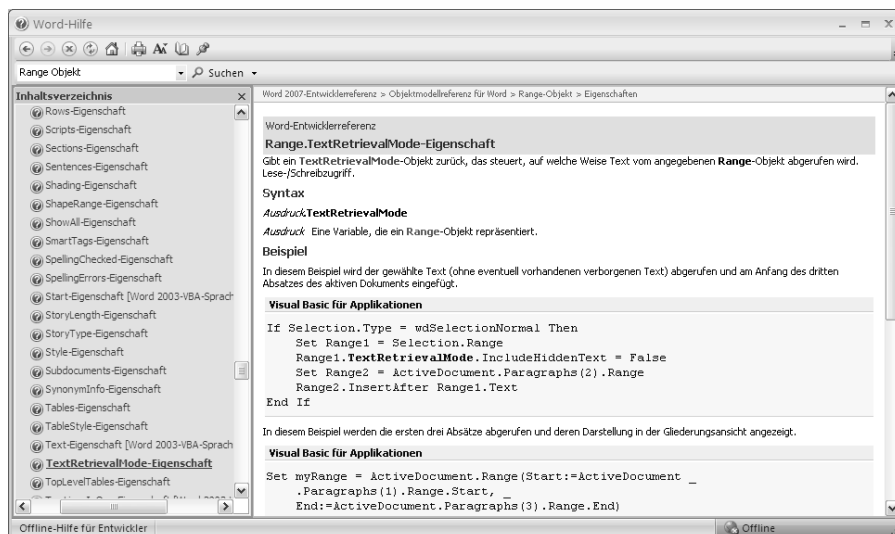 Word-Hilfe
Range Objekt
Suchen
Inhaltsverzeichnis
Rows-Eigenschaft
Scripts-Eigenschaft
Sections-Eigenschaft
Sentences-Eigenschaft
Shading-Eigenschaft
ShapeRange-Eigenschaft
ShowAll-Eigenschaft
SmartTags-Eigenschaft
SpellingChecked-Eigenschaft
SpellingErrors-Eigenschaft
Start-Eigenschaft [Word 2003-VBA-Sprach
StoryLength-Eigenschaft
StoryType-Eigenschaft
Style-Eigenschaft
Subdocuments-Eigenschaft
SynonymInfo-Eigenschaft
Tables-Eigenschaft
TableStyle-Eigenschaft
Text-Eigenschaft [Word 2003-VBA-Sprach
TextRetrievalMode-Eigenschaft
TopLevelTables-Eigenschaft
Word 2007-Entwicklerreferenz > Objektmodellreferenz für Word > Range-Objekt > Eigenschaften
Word-Entwicklerreferenz
Range.TextRetrievalMode-Eigenschaft
Gibt ein TextRetrievalMode-Objekt zurück, das steuert, auf welche Weise Text vom angegebenen Range-Objekt abgerufen wird.
Lese-/Schreibzugriff.
Syntax
Ausdruck.TextRetrievalMode
Ausdruck Eine Variable, die ein Range-Objekt repräsentiert.
Beispiel
In diesem Beispiel wird der gewählte Text (ohne eventuell vorhandenen verborgenen Text) abgerufen und am Anfang des dritten
Absatzes des aktiven Dokuments eingefügt.
Visual Basic für Applikationen
If Selection.Type = wdSelectionNormal Then
Set Range1 = Selection.Range
Range1.TextRetrievalMode.IncludeHiddenText = False
Set Range2 = ActiveDocument.Paragraphs(2).Range
Range2.InsertAfter Range1.Text
End If
In diesem Beispiel werden die ersten drei Absätze abgerufen und deren Darstellung in der Gliederungsansicht angezeigt.
Visual Basic für Applikationen
Set myRange = ActiveDocument.Range(Start:=ActiveDocument _
.Paragraphs(1).Range.Start, _
End:=ActiveDocument.Paragraphs(3).Range.End)
Offline-Hilfe für Entwickler
Offline